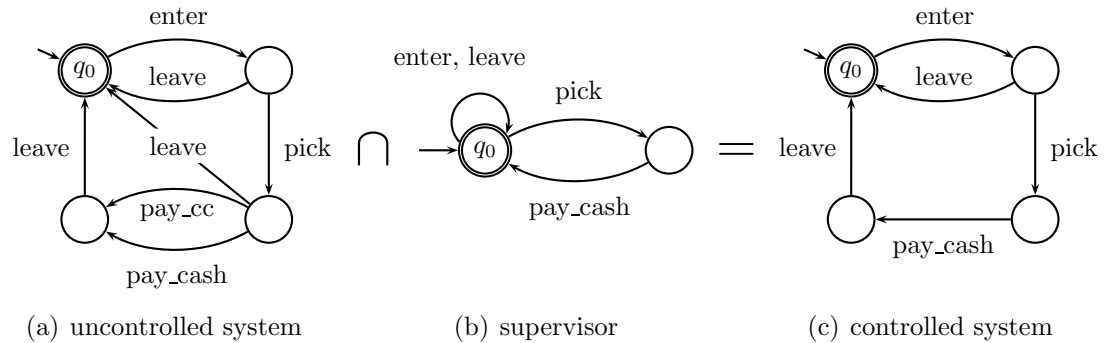 enter
q0
leave
leave
leave
pick
pay_cc
pay_cash
(a) uncontrolled system
∩
enter, leave
pick
q0
pay_cash
(b) supervisor
=
enter
q0
leave
leave
pick
pay_cash
(c) controlled system